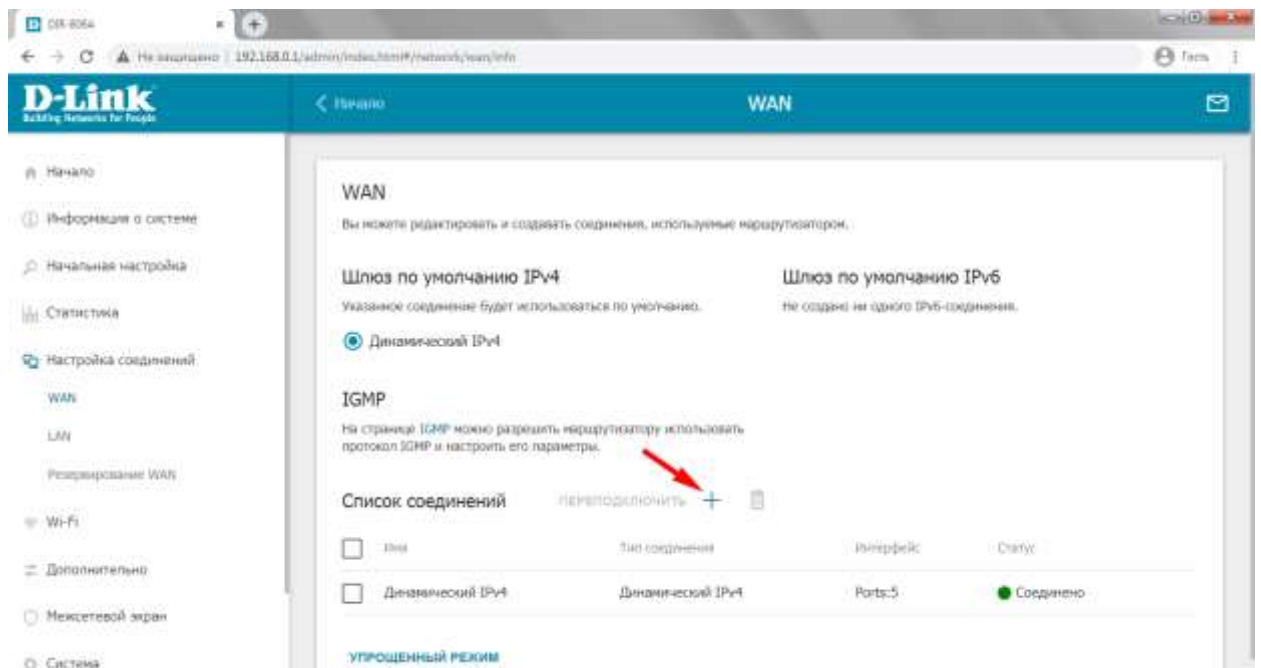 Не защищено 192.168.0.1/admin/index.html#/network/wan/info
Гость
D-Link
Building Networks for People
Начало
WAN
Начало
Информация о системе
Начальная настройка
Статистика
Настройка соединений
WAN
LAN
Резервирование WAN
Wi-Fi
Дополнительно
Межсетевой экран
Система
WAN
Вы можете редактировать и создавать соединения, используемые маршрутизатором.
Шлюз по умолчанию IPv4
Указанное соединение будет использоваться по умолчанию.
Динамический IPv4
Шлюз по умолчанию IPv6
Не создано ни одного IPv6-соединения.
IGMP
На странице IGMP можно разрешить маршрутизатору использовать
протокол IGMP и настроить его параметры.
Список соединений ПЕРЕПОДКЛЮЧИТЬ
Имя Тип соединения Интерфейс Статус
Динамический IPv4 Динамический IPv4 Ports:5 Соединено
УПРОЩЕННЫЙ РЕЖИМ